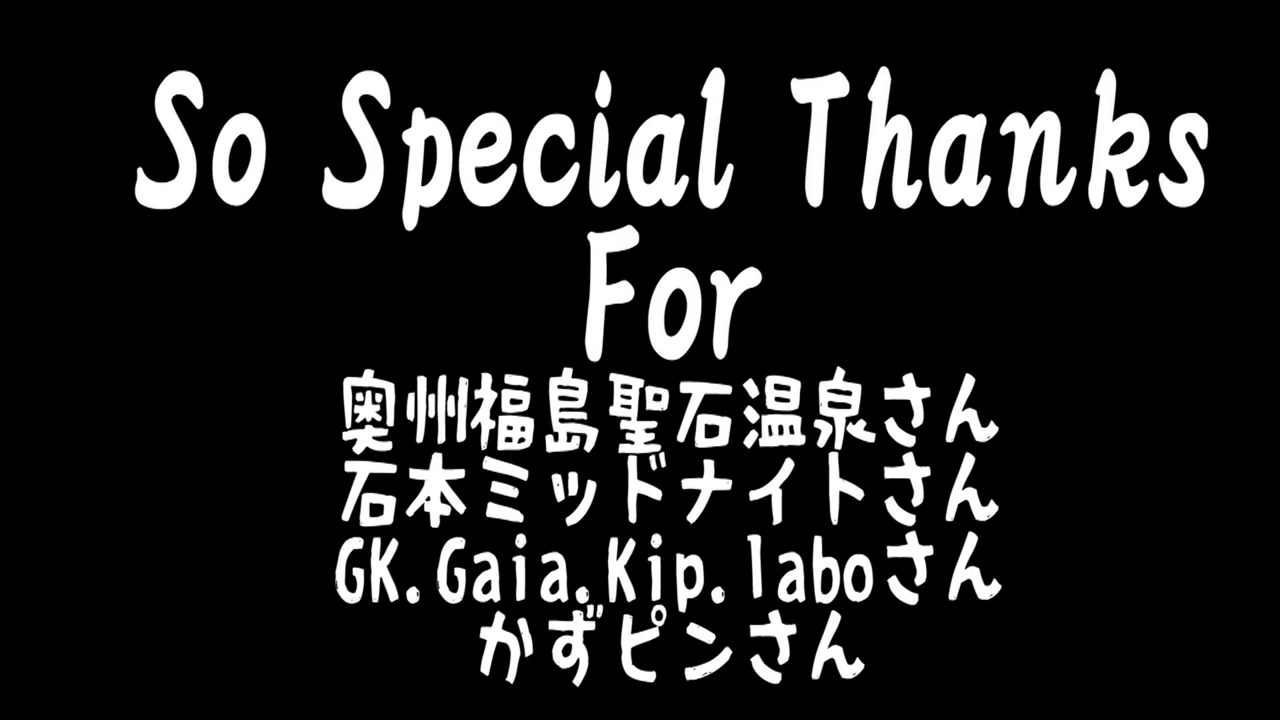 So Special Thanks
For
奥州福島聖石温泉さん
石本ミッドナイトさん
GK.Gaia.Kip.laboさん
かずピンさん